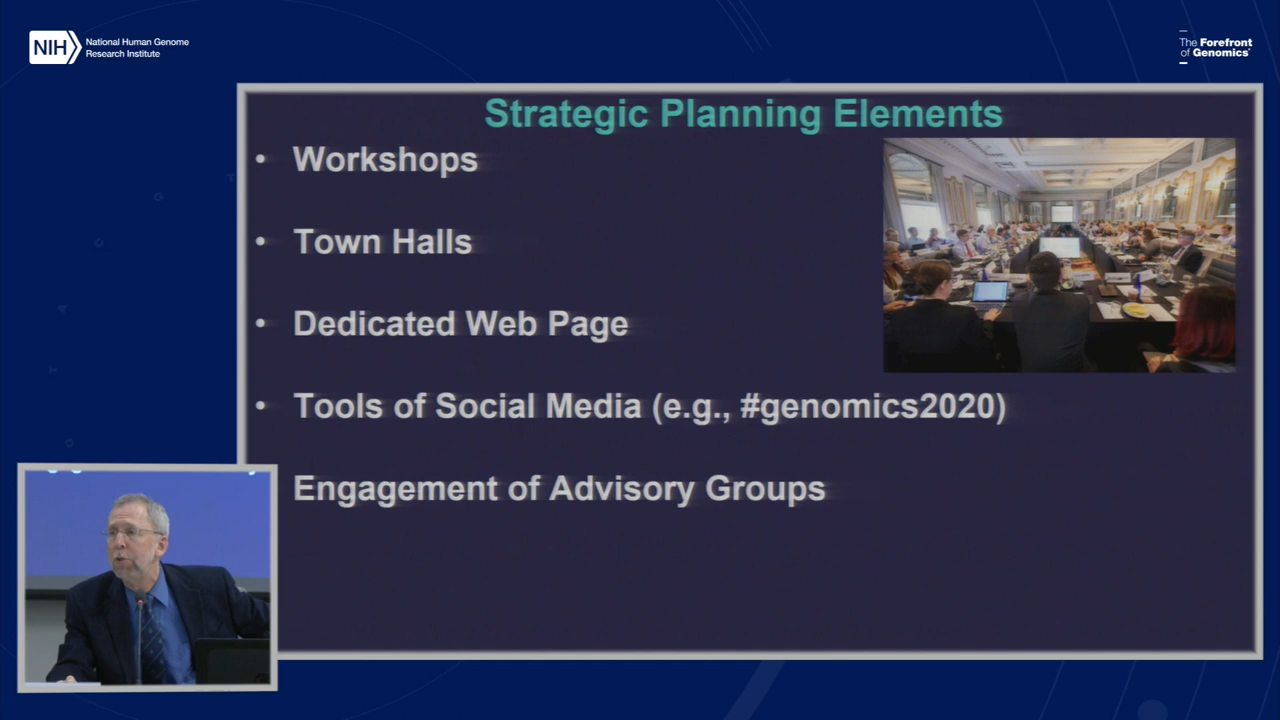 NIH
National Human Genome
Research Institute
The Forefront
of Genomics®
Strategic Planning Elements
• Workshops
• Town Halls
• Dedicated Web Page
• Tools of Social Media (e.g., #genomics2020)
Engagement of Advisory Groups